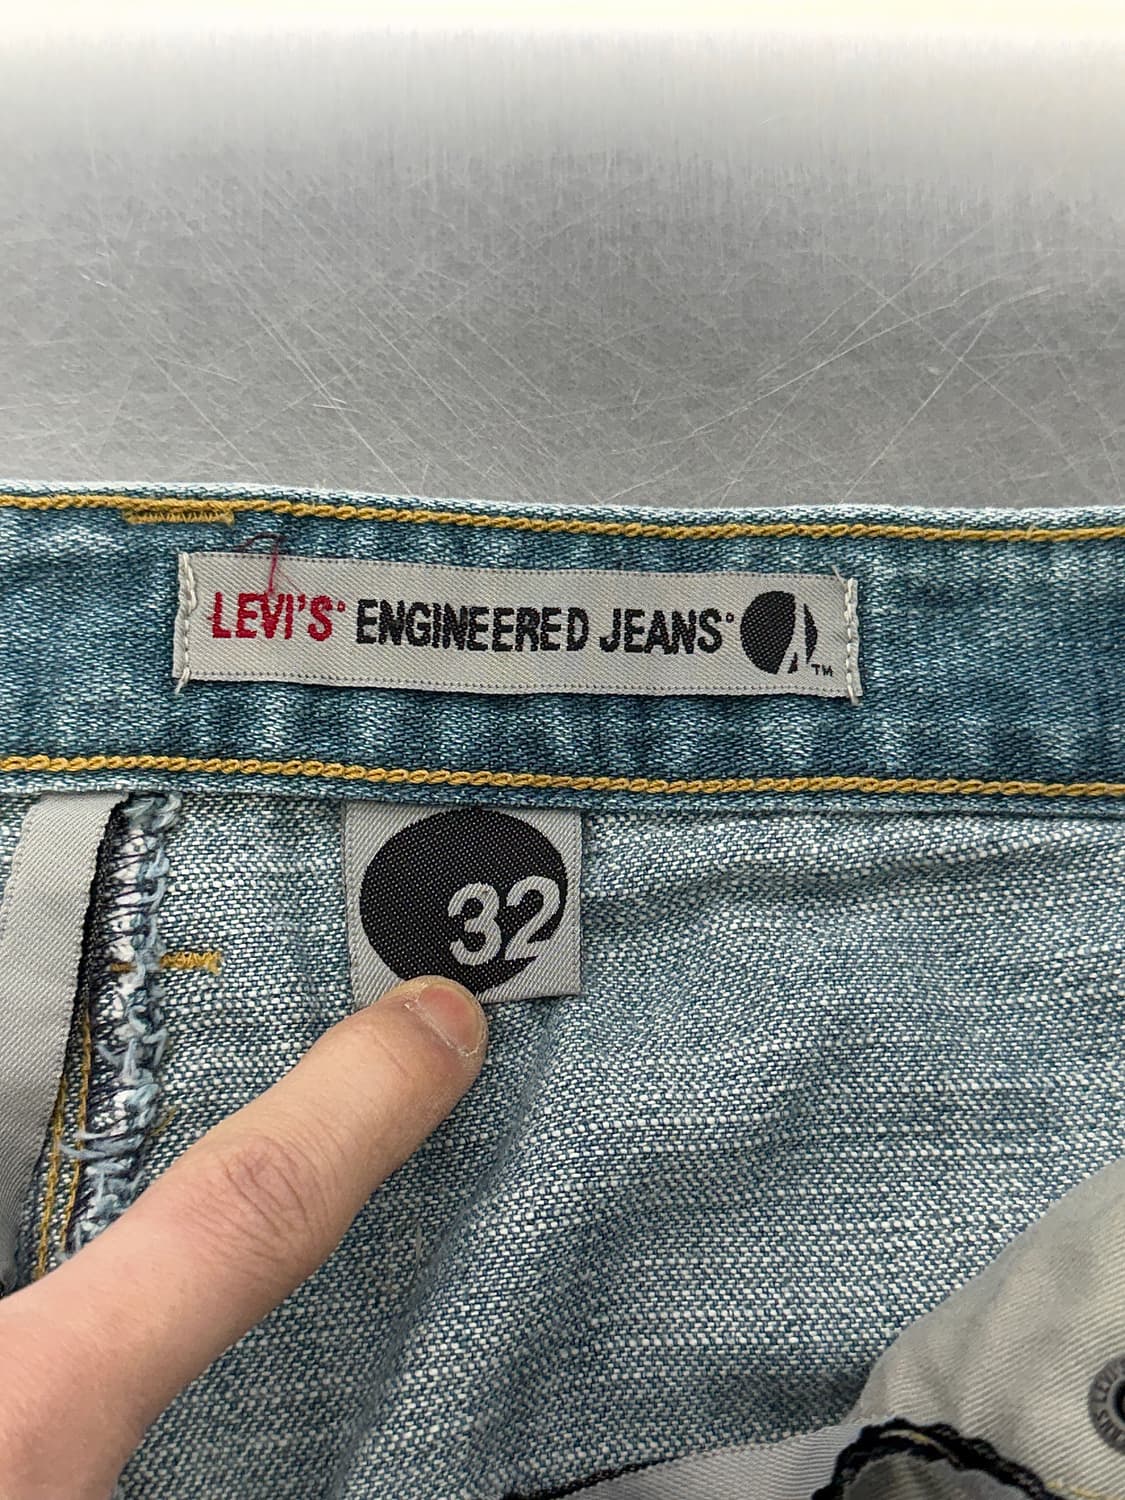 LEVI'S® ENGINEERED JEANS® ™
32